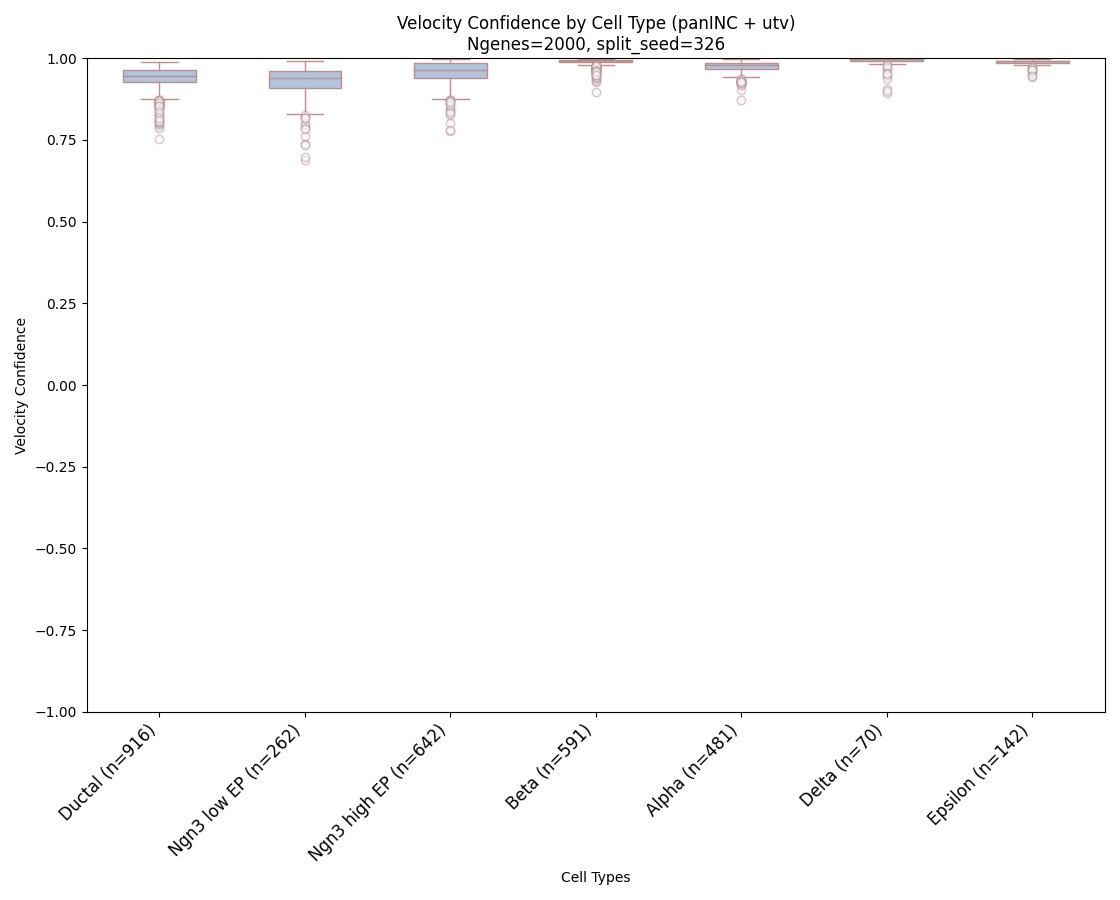 Velocity Confidence by Cell Type (panINC + utv)
Ngenes=2000, split_seed=326
Velocity Confidence
1.00
0.75
0.50
0.25
0.00
−0.25
−0.50
−0.75
−1.00
Ductal (n=916)
Ngn3 low EP (n=262)
Ngn3 high EP (n=642)
Beta (n=591)
Alpha (n=481)
Delta (n=70)
Epsilon (n=142)
Cell Types